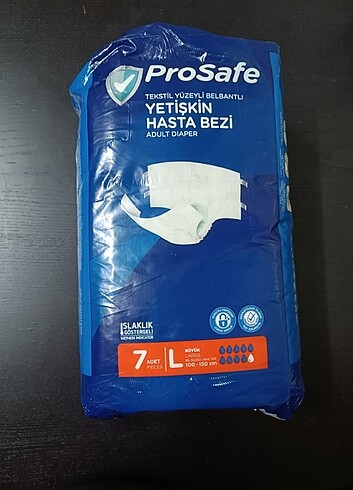 ProSafe
TEKSTİL YÜZEYLİ BELBANTLI
YETİŞKİN
HASTA BEZİ
ADULT DIAPER
ISLAKLIK
GÖSTERGELİ
WETNESS INDICATOR
7 ADET
PIECES
L BÜYÜK
LARGE
100 - 150 cm